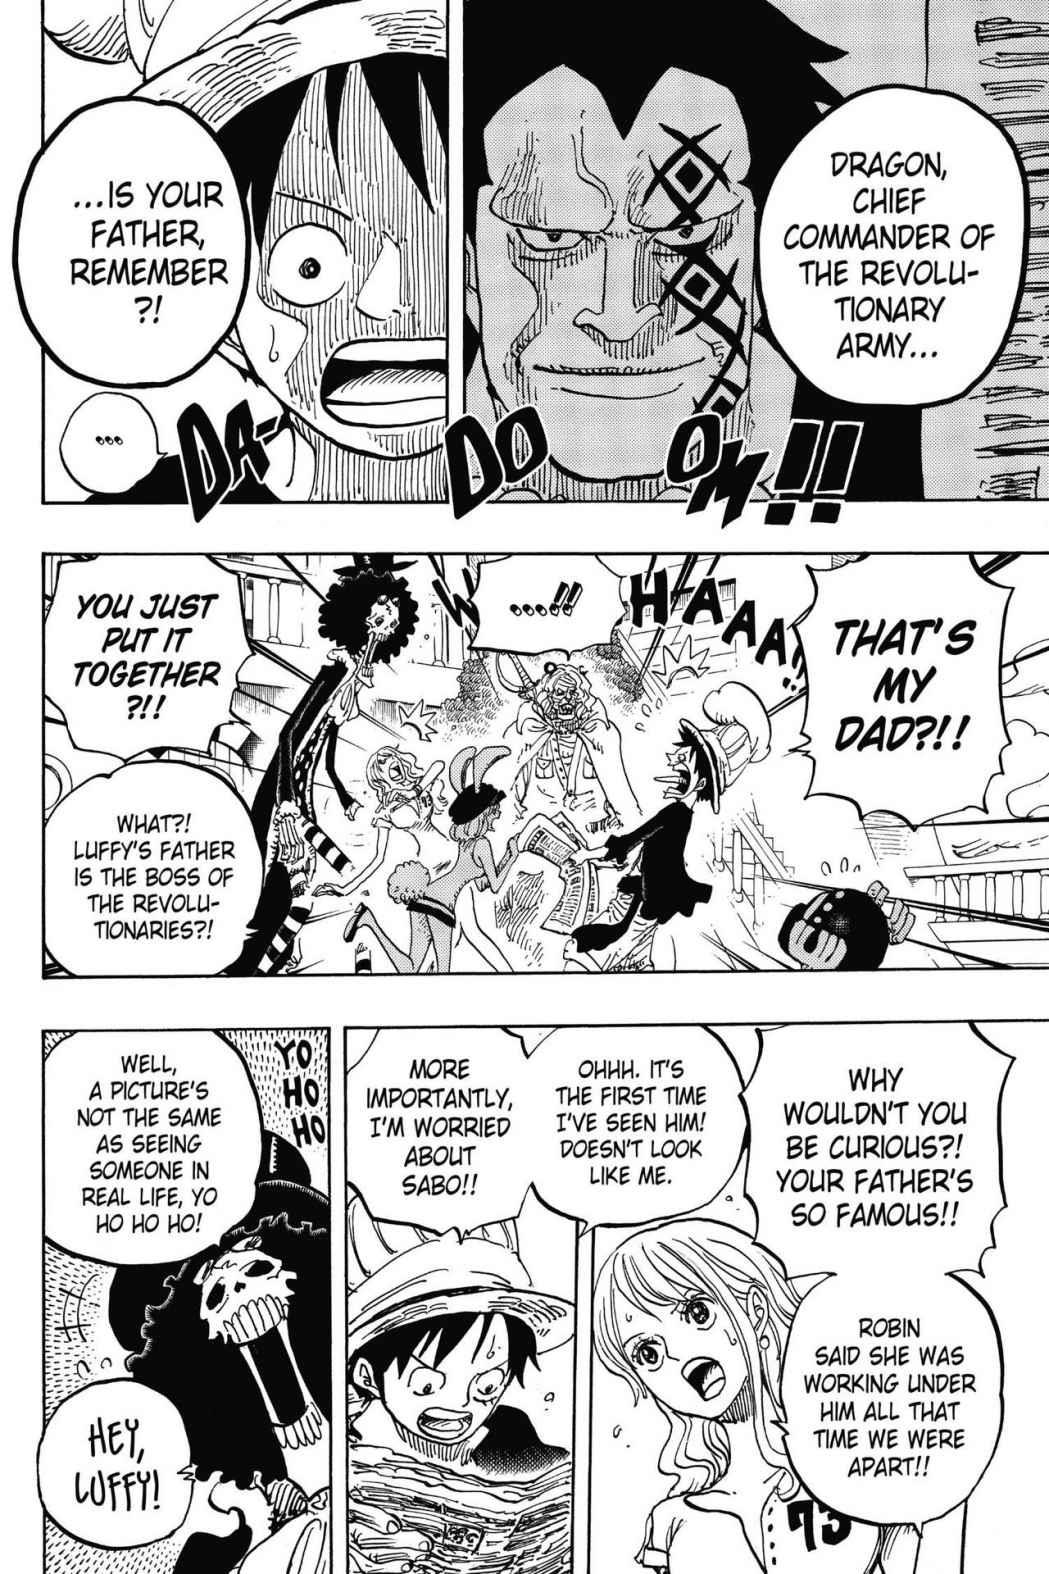 DRAGON,
CHIEF
COMMANDER OF
THE REVOLU-
TIONARY
ARMY...
...IS YOUR
FATHER,
REMEMBER
?!
...
DA-
DO
OM!!
THAT'S
MY
DAD?!!
HAAA!
....!!
YOU JUST
PUT IT
TOGETHER
?!!
WHAT?!
LUFFY'S FATHER
IS THE BOSS OF
THE REVOLU-
TIONARIES?!
WHY
WOULDN'T YOU
BE CURIOUS?!
YOUR FATHER'S
SO FAMOUS!!
ROBIN
SAID SHE WAS
WORKING UNDER
HIM ALL THAT
TIME WE WERE
APART!!
73
OHHH. IT'S
THE FIRST TIME
I'VE SEEN HIM!
DOESN'T LOOK
LIKE ME.
MORE
IMPORTANTLY,
I'M WORRIED
ABOUT
SABO!!
YO
HO
HO
WELL,
A PICTURE'S
NOT THE SAME
AS SEEING
SOMEONE IN
REAL LIFE, YO
HO HO HO!
HEY,
LUFFY!